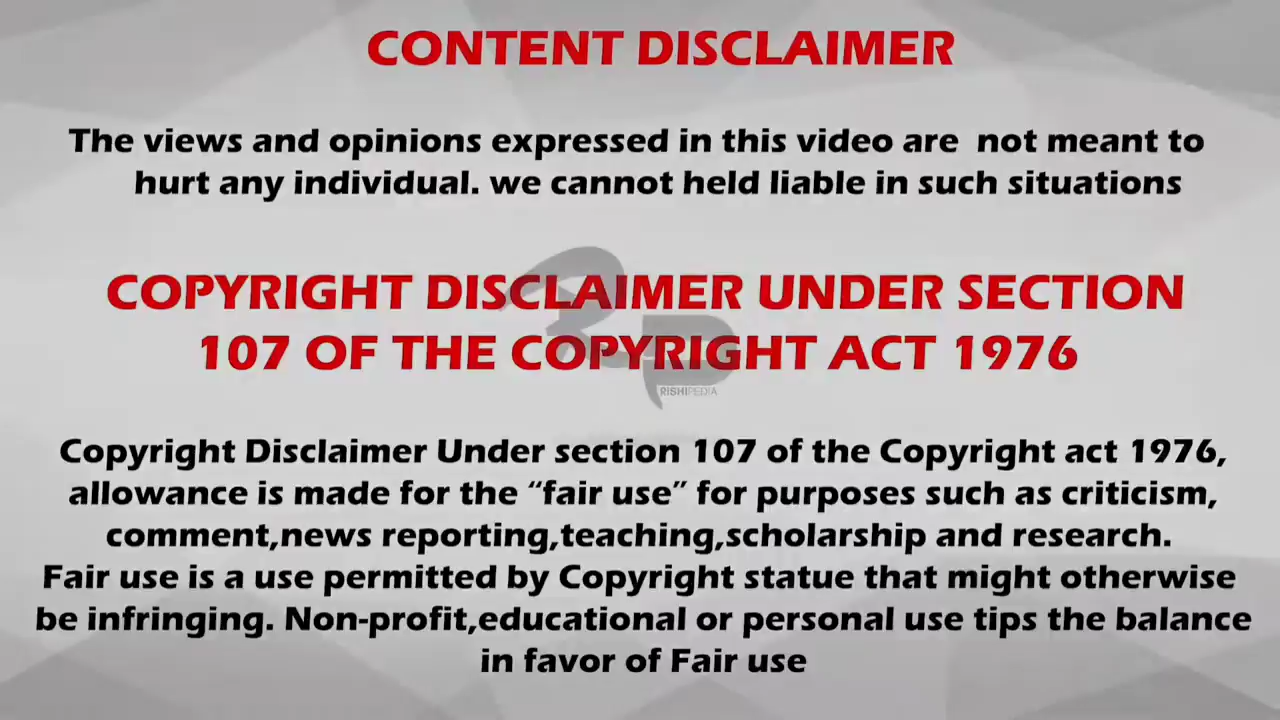 CONTENT DISCLAIMER
The views and opinions expressed in this video are not meant to
hurt any individual. we cannot held liable in such situations
COPYRIGHT DISCLAIMER UNDER SECTION
107 OF THE COPYRIGHT ACT 1976
RISHIPEDIA
Copyright Disclaimer Under section 107 of the Copyright act 1976,
allowance is made for the “fair use” for purposes such as criticism,
comment,news reporting,teaching,scholarship and research.
Fair use is a use permitted by Copyright statue that might otherwise
be infringing. Non-profit,educational or personal use tips the balance
in favor of Fair use